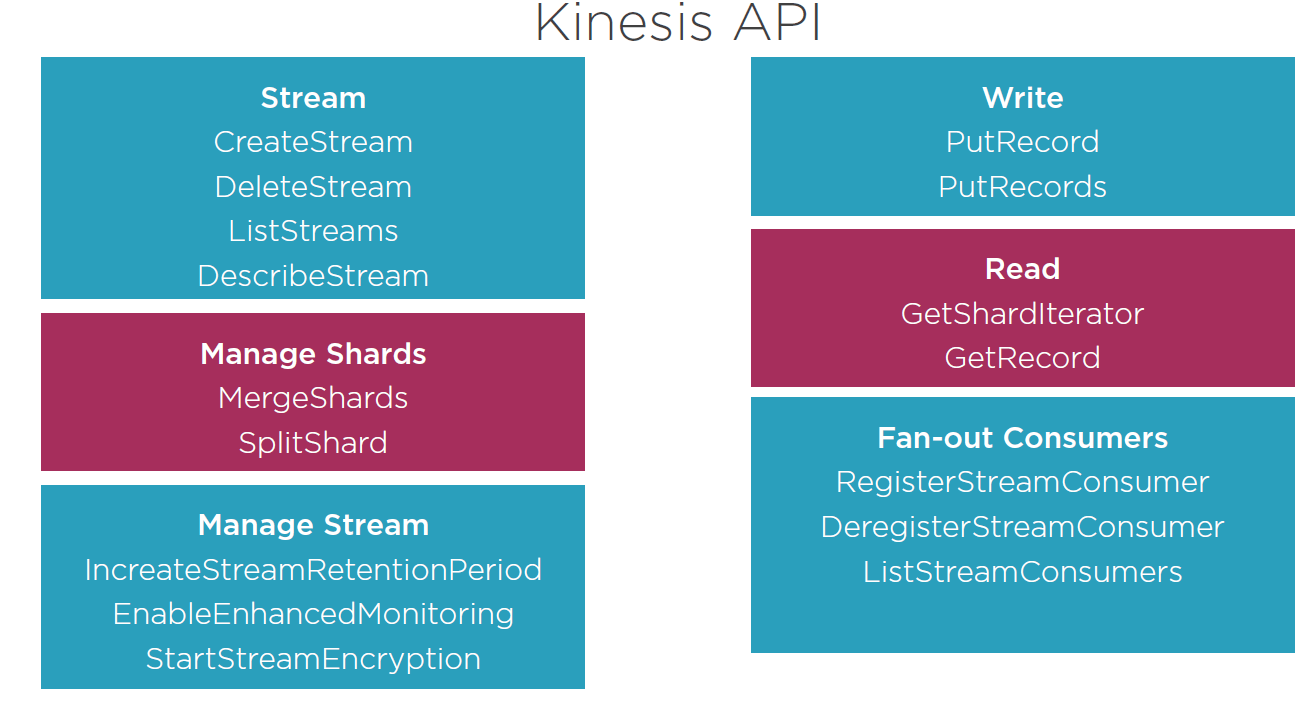 Kinesis API
Stream
CreateStream
DeleteStream
ListStreams
DescribeStream
Manage Shards
MergeShards
SplitShard
Manage Stream
IncreateStreamRetentionPeriod
EnableEnhancedMonitoring
StartStreamEncryption
Write
PutRecord
PutRecords
Read
GetShardIterator
GetRecord
Fan-out Consumers
RegisterStreamConsumer
DeregisterStreamConsumer
ListStreamConsumers